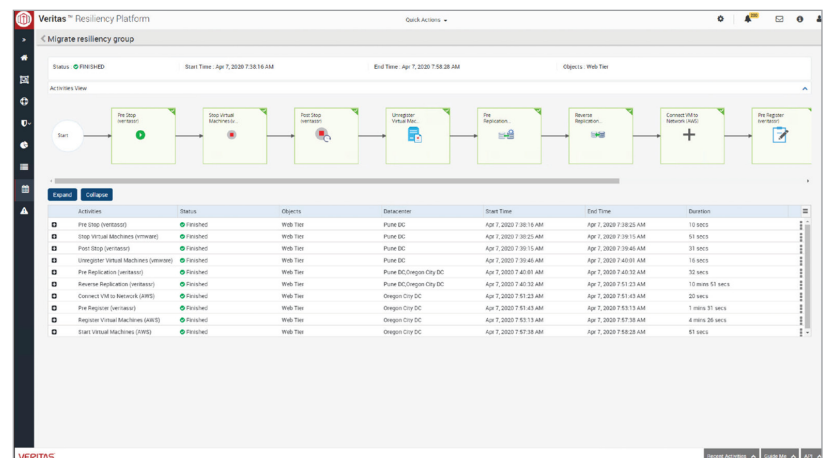 Veritas™ Resiliency Platform
Quick Actions
Migrate resiliency group
Status : FINISHED
Start Time : Apr 7, 2020 7:38:16 AM
End Time : Apr 7, 2020 7:58:28 AM
Objects : Web Tier
Activities View
Start
Pre Stop
(veritassr)
Stop Virtual
Machines (v...
Post Stop
(veritassr)
Unregister
Virtual Mac...
Pre
Replication...
Reverse
Replication...
Connect VM to
Network (AWS)
Pre Register
(veritassr)
Expand
Collapse
Activities Status Objects Datacenter Start Time End Time Duration
Pre Stop (veritassr) Finished Web Tier Pune DC Apr 7, 2020 7:38:16 AM Apr 7, 2020 7:38:25 AM 10 secs
Stop Virtual Machines (vmware) Finished Web Tier Pune DC Apr 7, 2020 7:38:25 AM Apr 7, 2020 7:39:15 AM 51 secs
Post Stop (veritassr) Finished Web Tier Pune DC Apr 7, 2020 7:39:15 AM Apr 7, 2020 7:39:46 AM 31 secs
Unregister Virtual Machines (vmware) Finished Web Tier Pune DC Apr 7, 2020 7:39:46 AM Apr 7, 2020 7:40:01 AM 16 secs
Pre Replication (veritassr) Finished Web Tier Pune DC,Oregon City DC Apr 7, 2020 7:40:01 AM Apr 7, 2020 7:40:32 AM 32 secs
Reverse Replication (veritassr) Finished Web Tier Pune DC,Oregon City DC Apr 7, 2020 7:40:32 AM Apr 7, 2020 7:51:23 AM 10 mins 51 secs
Connect VM to Network (AWS) Finished Web Tier Oregon City DC Apr 7, 2020 7:51:23 AM Apr 7, 2020 7:51:43 AM 20 secs
Pre Register (veritassr) Finished Web Tier Oregon City DC Apr 7, 2020 7:51:43 AM Apr 7, 2020 7:53:13 AM 1 mins 31 secs
Register Virtual Machines (AWS) Finished Web Tier Oregon City DC Apr 7, 2020 7:53:13 AM Apr 7, 2020 7:57:38 AM 4 mins 26 secs
Start Virtual Machines (AWS) Finished Web Tier Oregon City DC Apr 7, 2020 7:57:38 AM Apr 7, 2020 7:58:28 AM 51 secs
VERITAS
Recent Activities
Guide Me
API